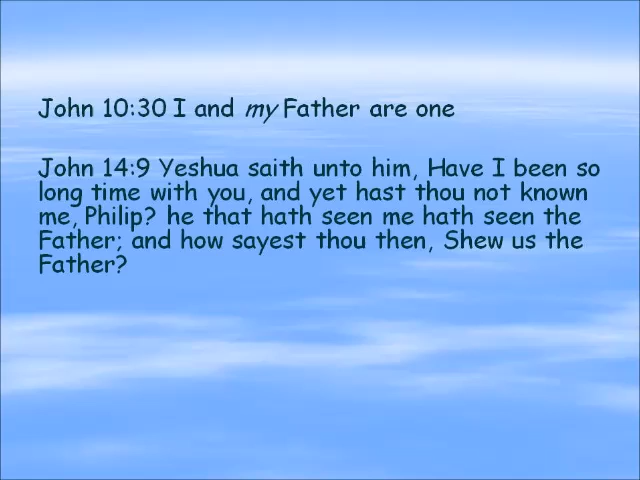 John 10:30 I and my Father are one
John 14:9 Yeshua saith unto him, Have I been so
long time with you, and yet hast thou not known
me, Philip? he that hath seen me hath seen the
Father; and how sayest thou then, Shew us the
Father?